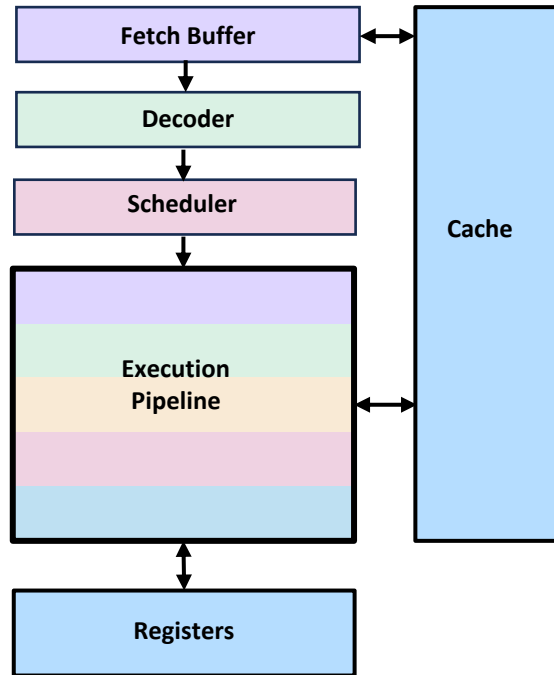 Fetch Buffer
Decoder
Scheduler
Cache
Execution
Pipeline
Registers